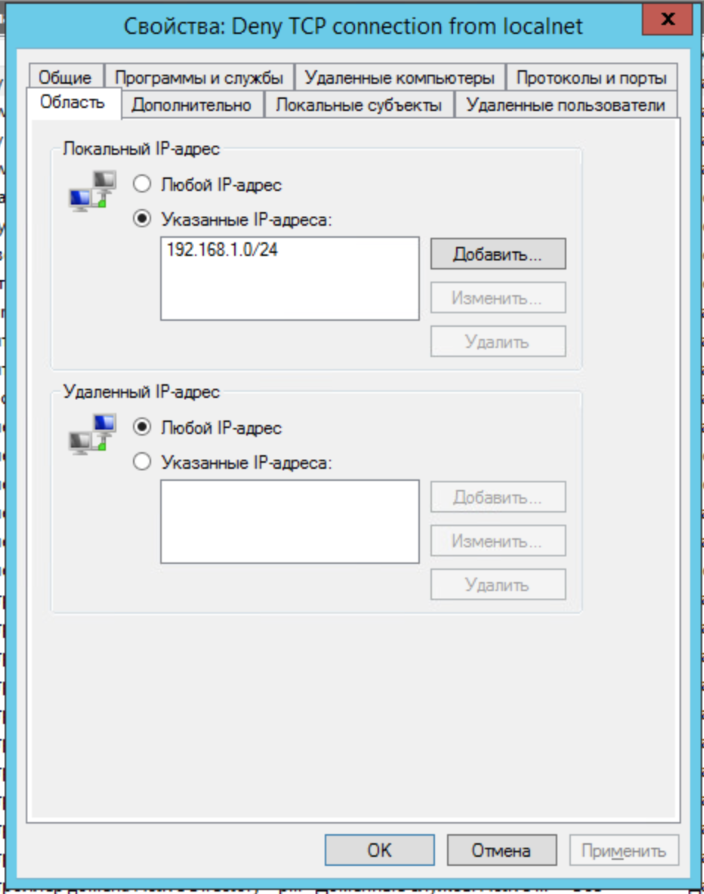 Свойства: Deny TCP connection from localnet
x
Общие Программы и службы Удаленные компьютеры Протоколы и порты
Область Дополнительно Локальные субъекты Удаленные пользователи
Локальный IP-адрес
Любой IP-адрес
Указанные IP-адреса:
192.168.1.0/24
Добавить...
Изменить...
Удалить
Удаленный IP-адрес
Любой IP-адрес
Указанные IP-адреса:
Добавить...
Изменить...
Удалить
OK Отмена Применить